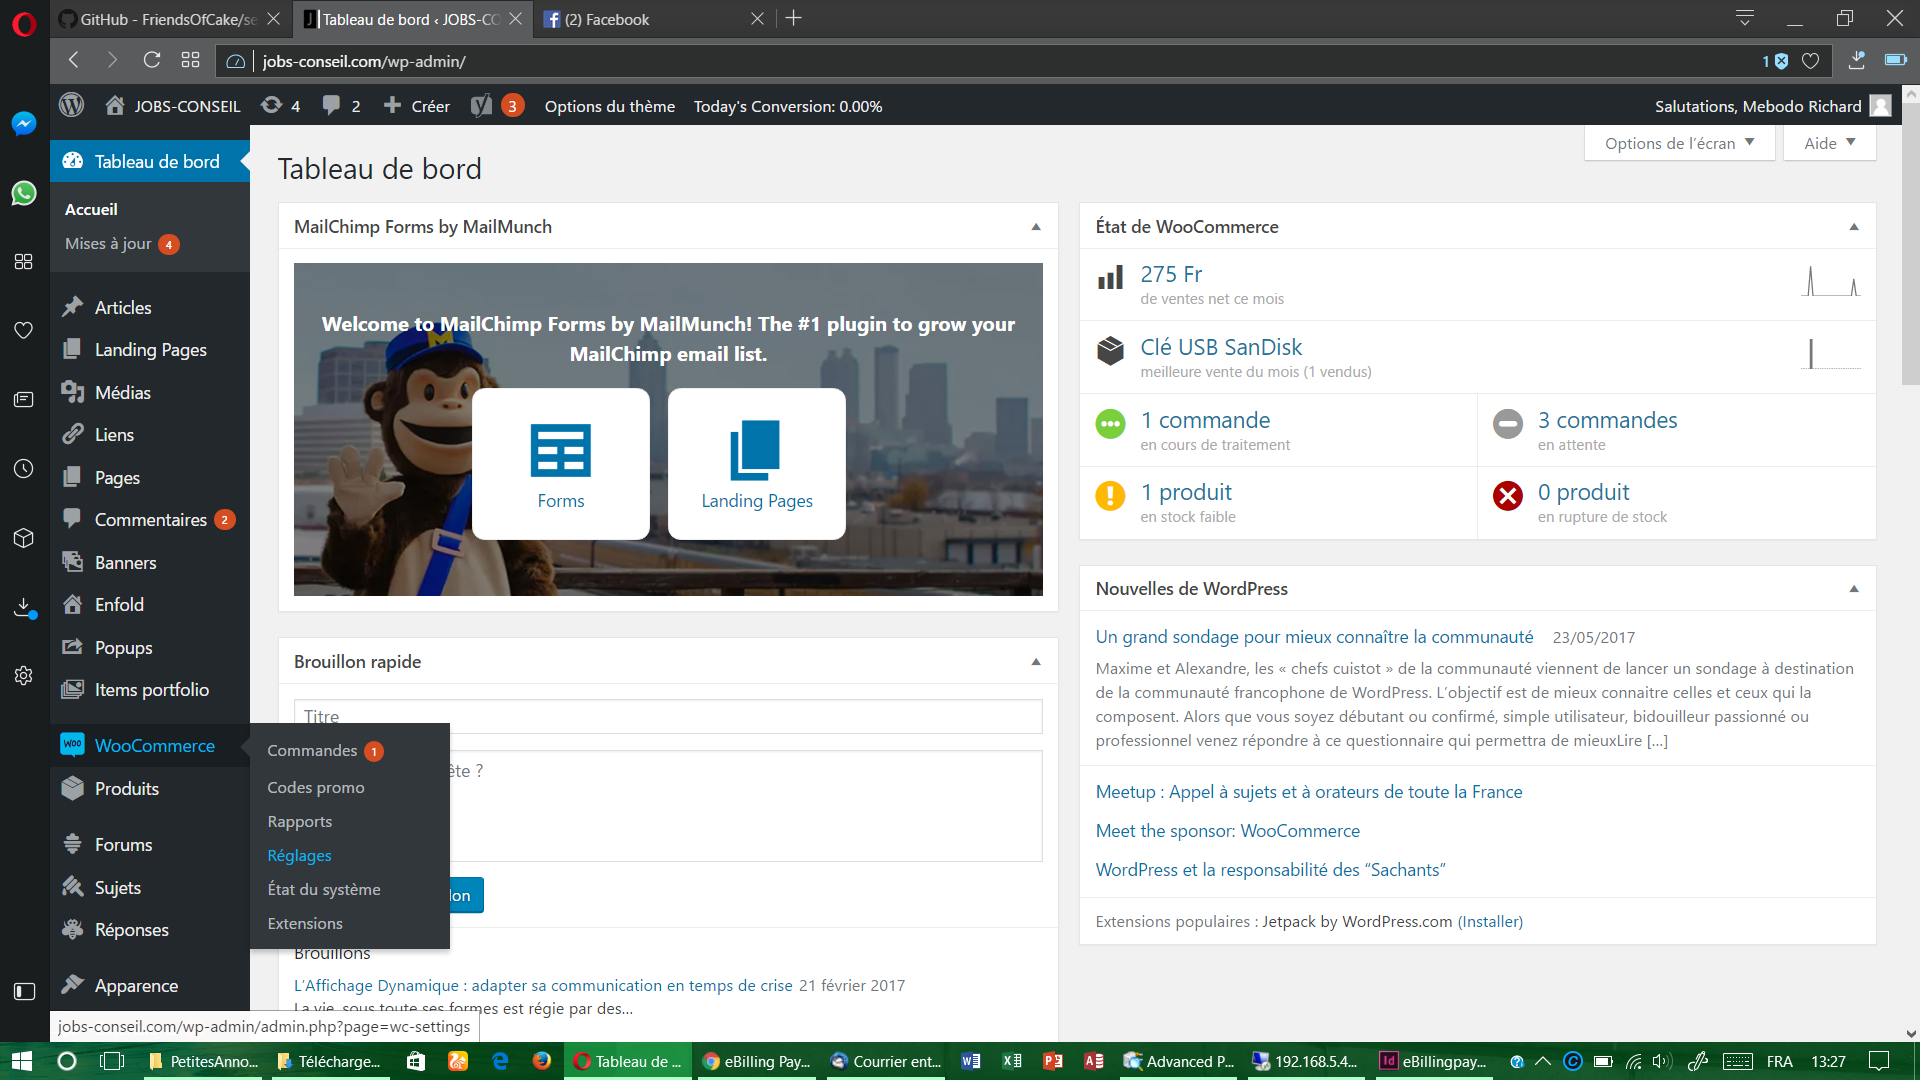 GitHub - FriendsOfCake/se
Tableau de bord ‹ JOBS-CO
(2) Facebook
jobs-conseil.com/wp-admin/
1
JOBS-CONSEIL
4
2
Créer
3
Options du thème
Today's Conversion: 0.00%
Salutations, Mebodo Richard
Tableau de bord
Accueil
Mises à jour 4
Articles
Landing Pages
Médias
Liens
Pages
Commentaires 2
Banners
Enfold
Popups
Items portfolio
WooCommerce
Produits
Forums
Sujets
Réponses
Apparence
Commandes 1
Codes promo
Rapports
Réglages
État du système
Extensions
Options de l'écran
Aide
Tableau de bord
MailChimp Forms by MailMunch
Welcome to MailChimp Forms by MailMunch! The #1 plugin to grow your
MailChimp email list.
M
Forms
Landing Pages
Brouillon rapide
Titre
ête ?
lon
Brouillons
L'Affichage Dynamique : adapter sa communication en temps de crise 21 février 2017
La vie, sous toute ses formes est régie par des...
État de WooCommerce
275 Fr
de ventes net ce mois
Clé USB SanDisk
meilleure vente du mois (1 vendus)
1 commande
en cours de traitement
3 commandes
en attente
1 produit
en stock faible
0 produit
en rupture de stock
Nouvelles de WordPress
Un grand sondage pour mieux connaître la communauté 23/05/2017
Maxime et Alexandre, les « chefs cuistot » de la communauté viennent de lancer un sondage à destination
de la communauté francophone de WordPress. L'objectif est de mieux connaitre celles et ceux qui la
composent. Alors que vous soyez débutant ou confirmé, simple utilisateur, bidouilleur passionné ou
professionnel venez répondre à ce questionnaire qui permettra de mieuxLire [...]
Meetup : Appel à sujets et à orateurs de toute la France
Meet the sponsor: WooCommerce
WordPress et la responsabilité des “Sachants”
Extensions populaires : Jetpack by WordPress.com (Installer)
jobs-conseil.com/wp-admin/admin.php?page=wc-settings
PetitesAnno...
Télécharge...
Tableau de ...
eBilling Pay...
Courrier ent...
Advanced P...
192.168.5.4...
eBillingpay...
FRA
13:27